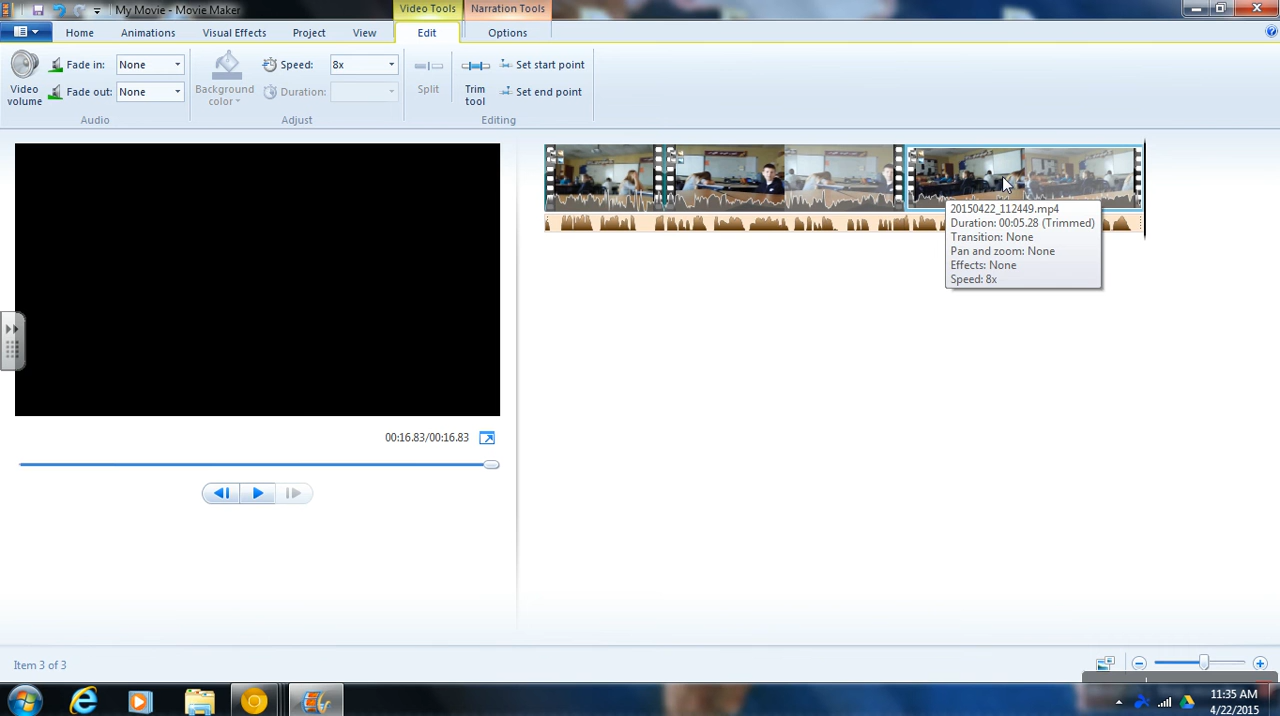 My Movie - Movie Maker
Video Tools
Narration Tools
Home
Animations
Visual Effects
Project
View
Edit
Options
Video volume
Fade in: None
Fade out: None
Audio
Background color
Speed: 8x
Duration:
Adjust
Split
Trim tool
Set start point
Set end point
Editing
20150422_112449.mp4
Duration: 00:05.28 (Trimmed)
Transition: None
Pan and zoom: None
Effects: None
Speed: 8x
00:16.83/00:16.83
Item 3 of 3
11:35 AM
4/22/2015